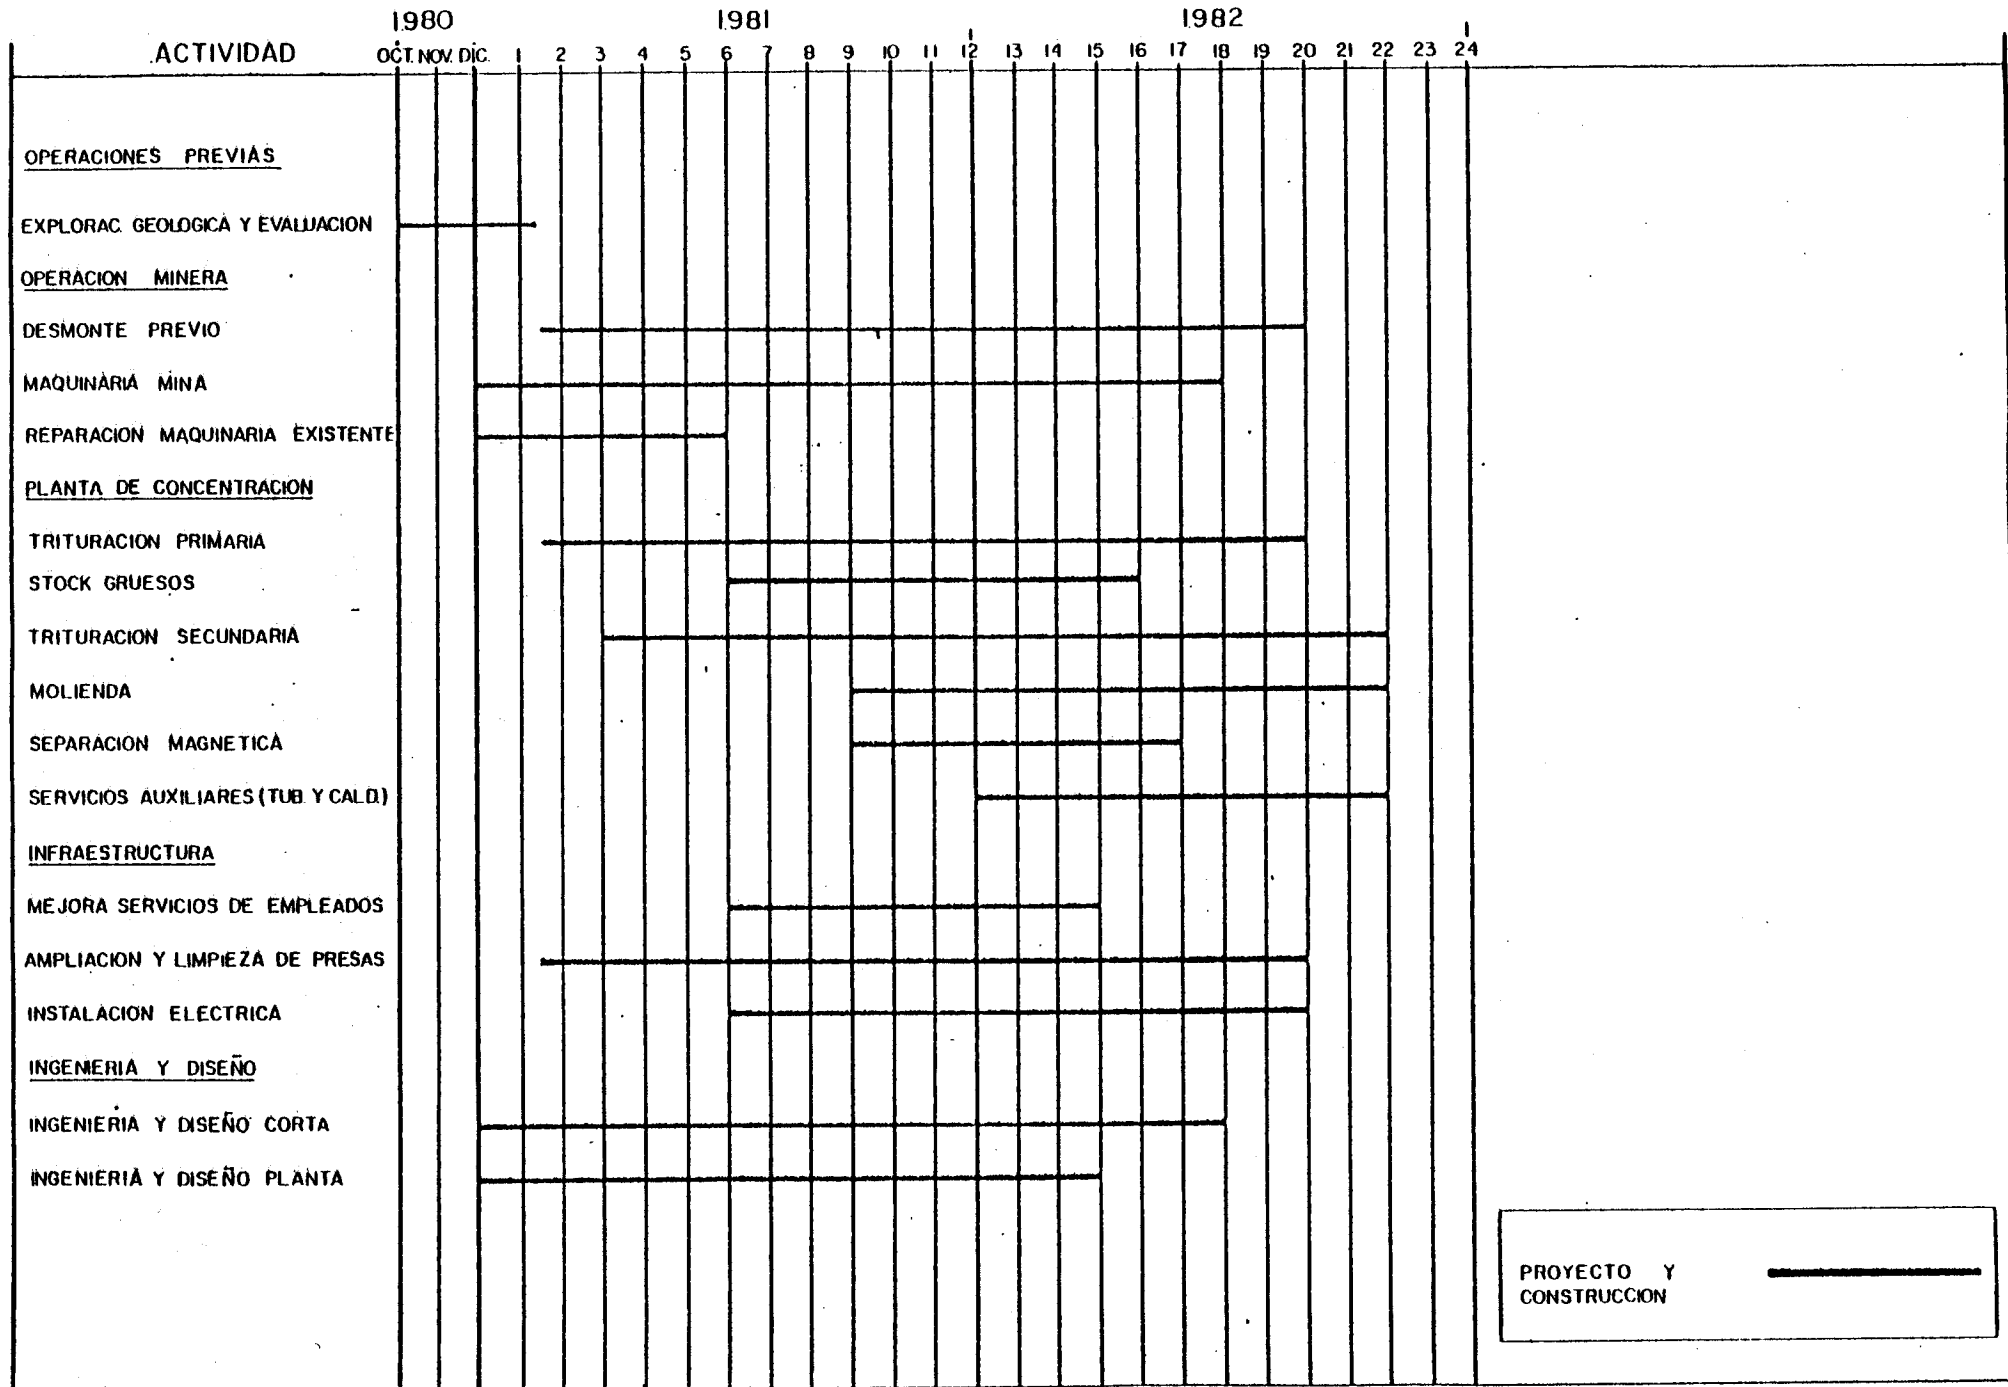 1980 1981 1982
ACTIVIDAD OCT. NOV. DIC. 1 2 3 4 5 6 7 8 9 10 11 12 13 14 15 16 17 18 19 20 21 22 23 24
OPERACIONES PREVIAS
EXPLORAC. GEOLOGICA Y EVALUACION
OPERACION MINERA
DESMONTE PREVIO
MAQUINARIA MINA
REPARACION MAQUINARIA EXISTENTE
PLANTA DE CONCENTRACION
TRITURACION PRIMARIA
STOCK GRUESOS
TRITURACION SECUNDARIA
MOLIENDA
SEPARACION MAGNETICA
SERVICIOS AUXILIARES (TUB. Y CALD.)
INFRAESTRUCTURA
MEJORA SERVICIOS DE EMPLEADOS
AMPLIACION Y LIMPIEZA DE PRESAS
INSTALACION ELECTRICA
INGENIERIA Y DISEÑO
INGENIERIA Y DISEÑO CORTA
INGENIERIA Y DISEÑO PLANTA
PROYECTO Y
CONSTRUCCION